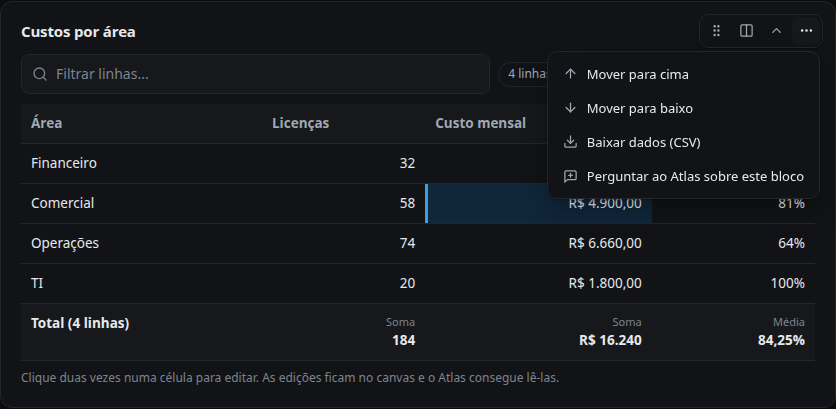 Custos por área
Filtrar linhas...
4 linhas
Mover para cima
Mover para baixo
Baixar dados (CSV)
Perguntar ao Atlas sobre este bloco
Área Licenças Custo mensal
Financeiro 32
Comercial 58 R$ 4.900,00 81%
Operações 74 R$ 6.660,00 64%
TI 20 R$ 1.800,00 100%
Total (4 linhas) Soma Soma Média
184 R$ 16.240 84,25%
Clique duas vezes numa célula para editar. As edições ficam no canvas e o Atlas consegue lê-las.